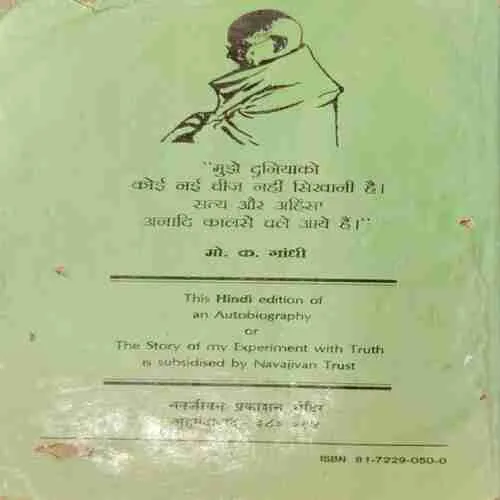 "मुझे दुनियाको
कोई नई चीज नहीं सिखानी है।
सत्य और अहिंसा
अनादि कालसे चले आये हैं।"
मो. क. गांधी
This Hindi edition of
an Autobiography
or
The Story of my Experiment with Truth
is subsidised by Navajivan Trust
नवजीवन प्रकाशन मंदिर
अहमदाबाद - ३८० ०१४
ISBN 81-7229-050-0